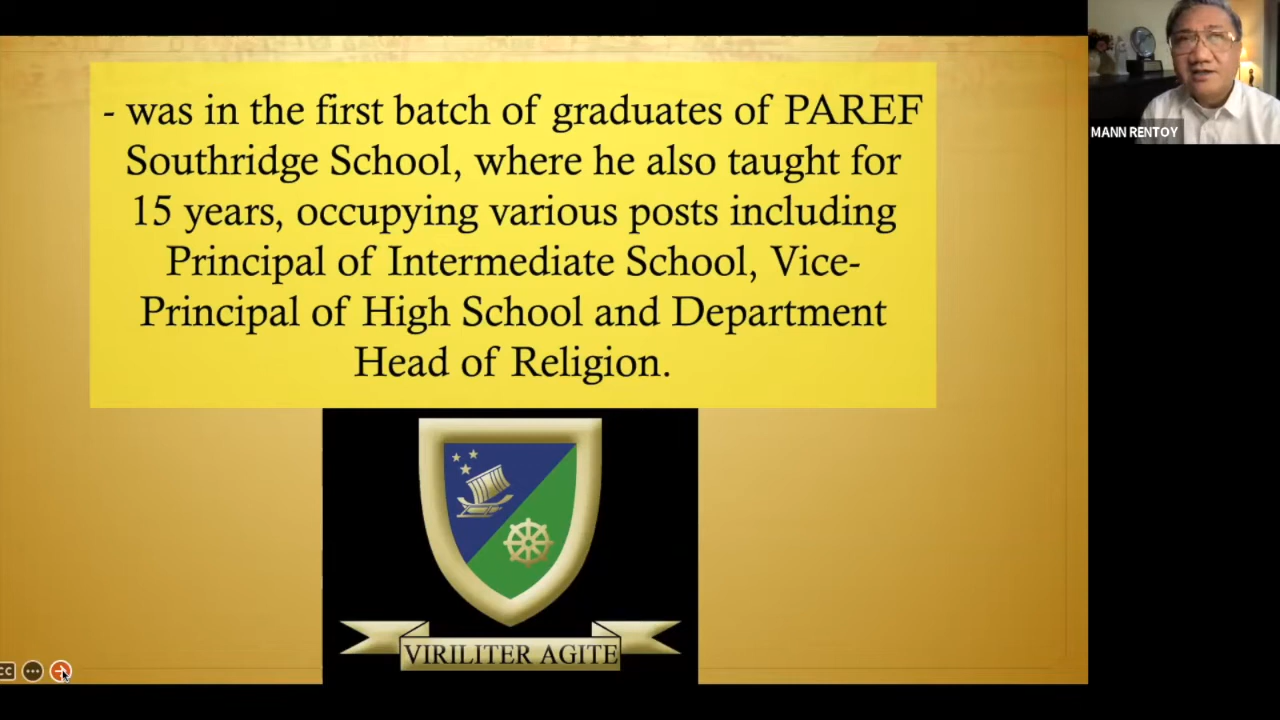 - was in the first batch of graduates of PAREF
Southridge School, where he also taught for
15 years, occupying various posts including
Principal of Intermediate School, Vice-
Principal of High School and Department
Head of Religion.
VIRILITER AGITE
MANN RENTOY
CC